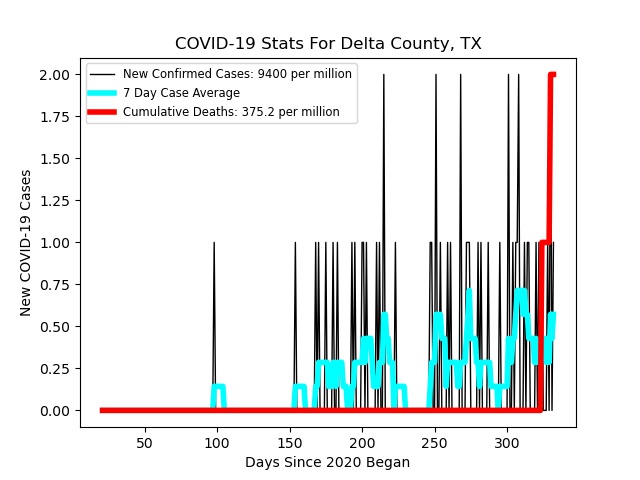 COVID-19 Stats For Delta County, TX
New Confirmed Cases: 9400 per million
7 Day Case Average
Cumulative Deaths: 375.2 per million
New COVID-19 Cases
2.00
1.75
1.50
1.25
1.00
0.75
0.50
0.25
0.00
50 100 150 200 250 300
Days Since 2020 Began